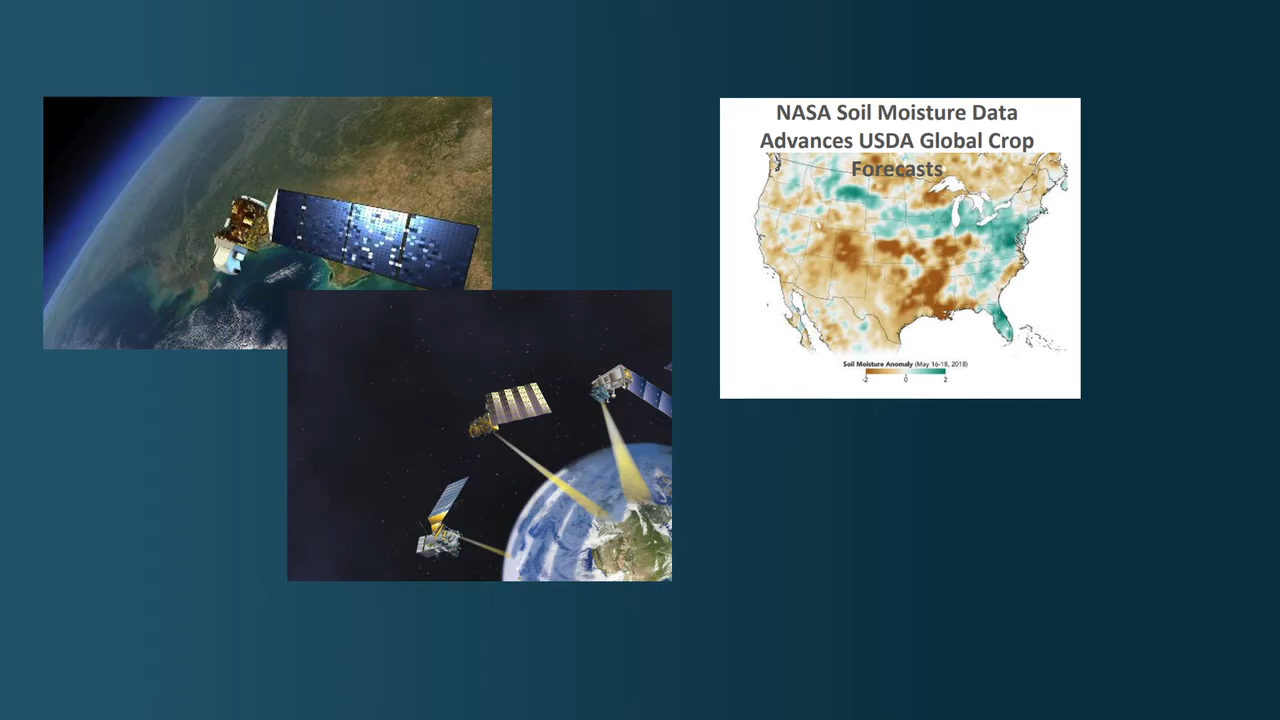 NASA Soil Moisture Data
Advances USDA Global Crop
Forecasts
Soil Moisture Anomaly (May 16-18, 2018)
-2 0 2